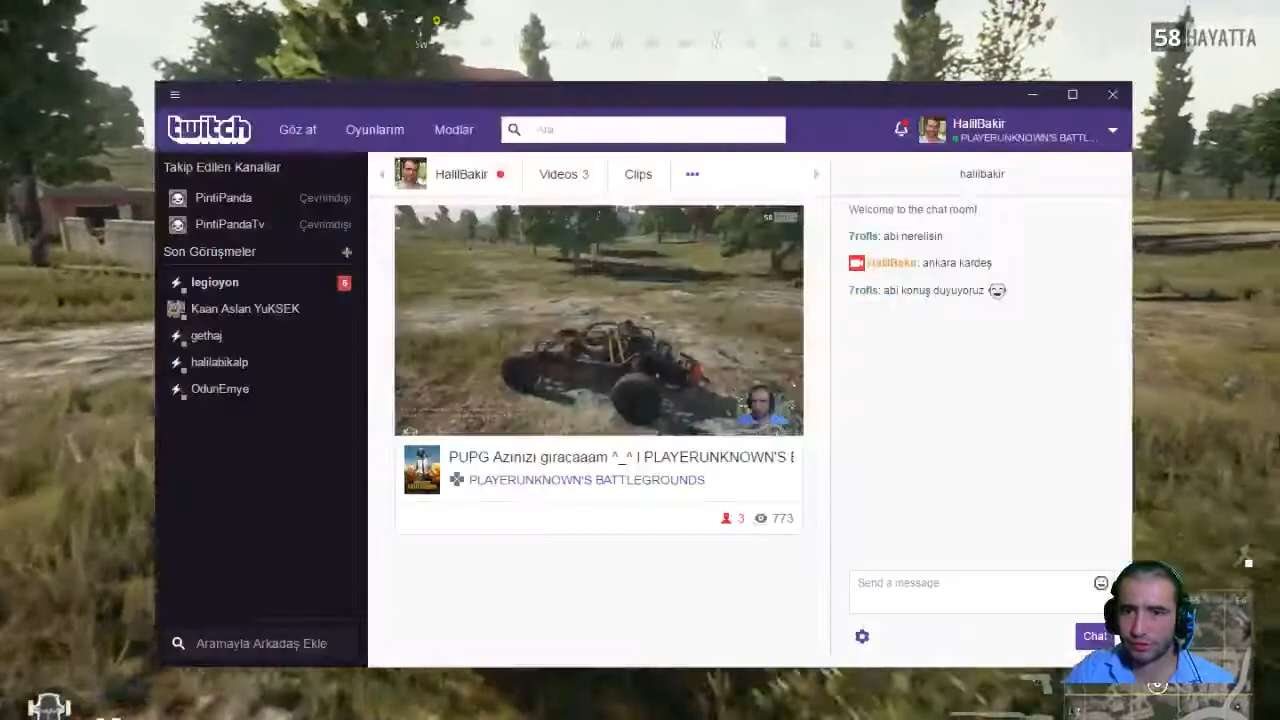 58 HAYATTA
SW
twitch
Göz at
Oyunlarım
Modlar
Ara
HalilBakir
PLAYERUNKNOWN'S BATTL...
Takip Edilen Kanallar
PintiPanda Çevrimdışı
PintiPandaTv Çevrimdışı
Son Görüşmeler
legioyon
Kaan Aslan YuKSEK
gethaj
halilabikalp
OdunEmye
Aramayla Arkadaş Ekle
HalilBakir
Videos 3
Clips
58
PUPG Azınızı gıracaaam ^_^ l PLAYERUNKNOWN'S
PLAYERUNKNOWN'S BATTLEGROUNDS
3 773
halilbakir
Welcome to the chat room!
7rofls: abi nerelisin
HalilBakir: ankara kardeş
7rofls: abi konuş duyuyoruz
Send a message
Chat